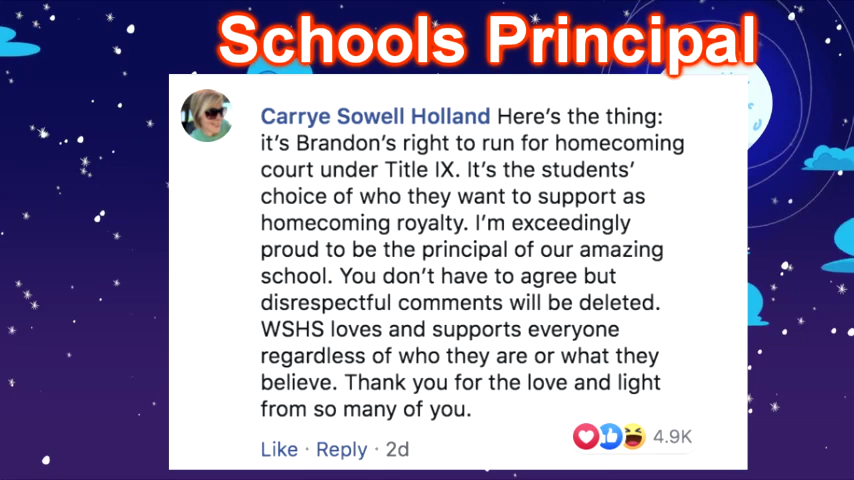 Schools Principal
Carrye Sowell Holland Here's the thing:
it's Brandon's right to run for homecoming
court under Title IX. It's the students'
choice of who they want to support as
homecoming royalty. I'm exceedingly
proud to be the principal of our amazing
school. You don't have to agree but
disrespectful comments will be deleted.
WSHS loves and supports everyone
regardless of who they are or what they
believe. Thank you for the love and light
from so many of you.
Like · Reply · 2d
4.9K